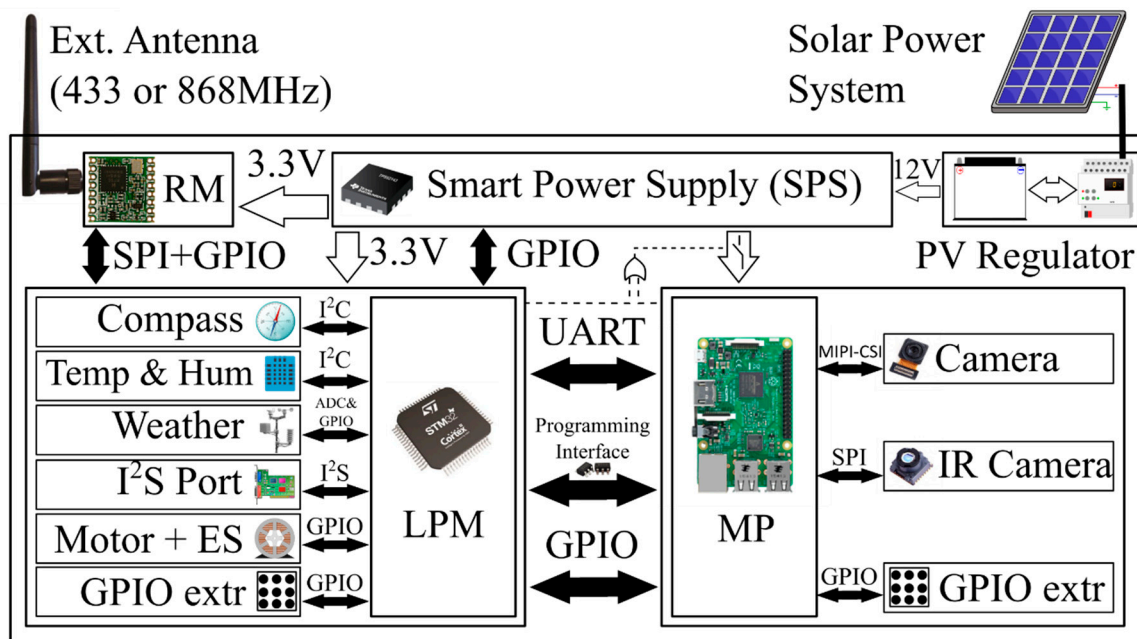 Ext. Antenna
(433 or 868MHz)
Solar Power
System
RM
3.3V
Smart Power Supply (SPS)
12V
SPI+GPIO
3.3V
GPIO
PV Regulator
Compass
I²C
Temp & Hum
I²C
Weather
ADC&
GPIO
I²S Port
I²S
Motor + ES
GPIO
GPIO extr
GPIO
STM32
Cortex
LPM
UART
Programming
Interface
GPIO
MP
MIPI-CSI
Camera
SPI
IR Camera
GPIO
GPIO extr